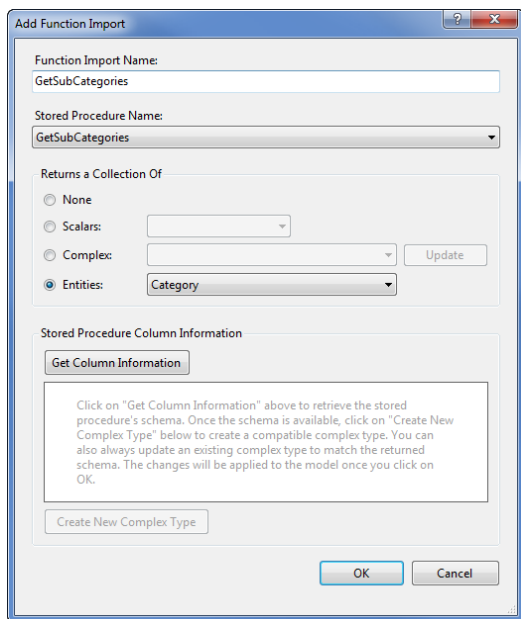 Add Function Import
Function Import Name:
GetSubCategories
Stored Procedure Name:
GetSubCategories
Returns a Collection Of
None
Scalars:
Complex:
Update
Entities:
Category
Stored Procedure Column Information
Get Column Information
Click on "Get Column Information" above to retrieve the stored
procedure's schema. Once the schema is available, click on "Create New
Complex Type" below to create a compatible complex type. You can
also always update an existing complex type to match the returned
schema. The changes will be applied to the model once you click on
OK.
Create New Complex Type
OK
Cancel